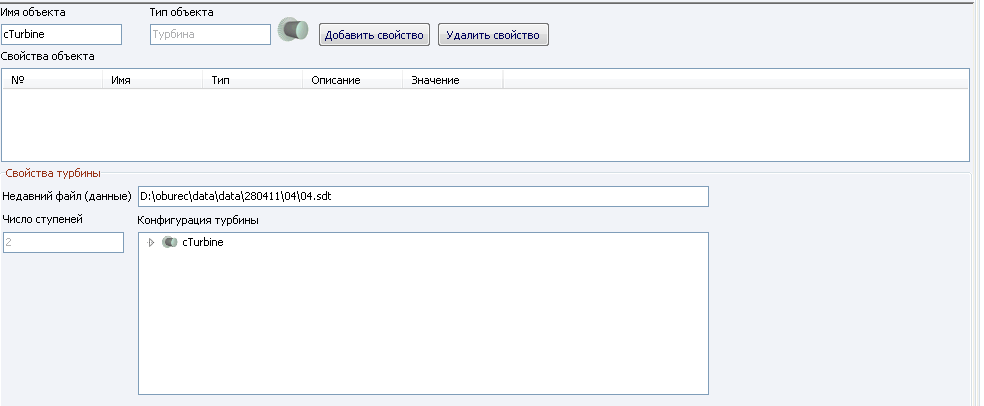 Имя объекта Тип объекта
cTurbine Турбина Добавить свойство Удалить свойство
Свойства объекта
№ Имя Тип Описание Значение
Свойства турбины
Недавний файл (данные) D:\oburec\data\data\280411\04\04.sdt
Число ступеней Конфигурация турбины
2 cTurbine